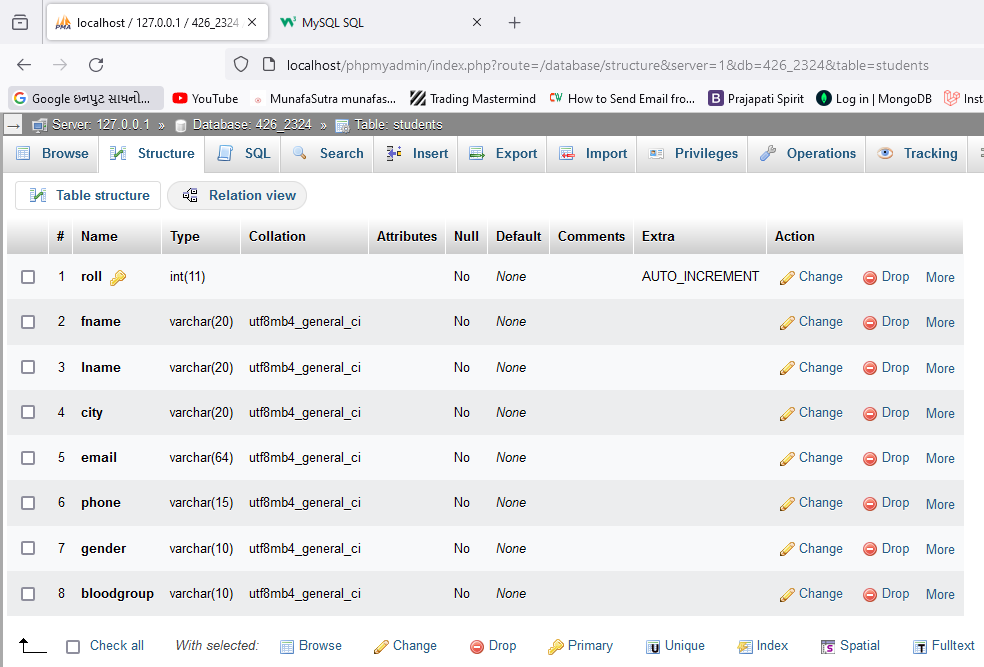 localhost / 127.0.0.1 / 426_2324
MySQL SQL
localhost/phpmyadmin/index.php?route=/database/structure&server=1&db=426_2324&table=students
Google ઇનપુટ સાધનો... YouTube MunafaSutra munafas... Trading Mastermind How to Send Email fro... Prajapati Spirit Log in | MongoDB Inst
Server: 127.0.0.1 » Database: 426_2324 » Table: students
Browse Structure SQL Search Insert Export Import Privileges Operations Tracking
Table structure Relation view
# Name Type Collation Attributes Null Default Comments Extra Action
1 roll int(11) No None AUTO_INCREMENT Change Drop More
2 fname varchar(20) utf8mb4_general_ci No None Change Drop More
3 lname varchar(20) utf8mb4_general_ci No None Change Drop More
4 city varchar(20) utf8mb4_general_ci No None Change Drop More
5 email varchar(64) utf8mb4_general_ci No None Change Drop More
6 phone varchar(15) utf8mb4_general_ci No None Change Drop More
7 gender varchar(10) utf8mb4_general_ci No None Change Drop More
8 bloodgroup varchar(10) utf8mb4_general_ci No None Change Drop More
Check all With selected: Browse Change Drop Primary Unique Index Spatial Fulltext